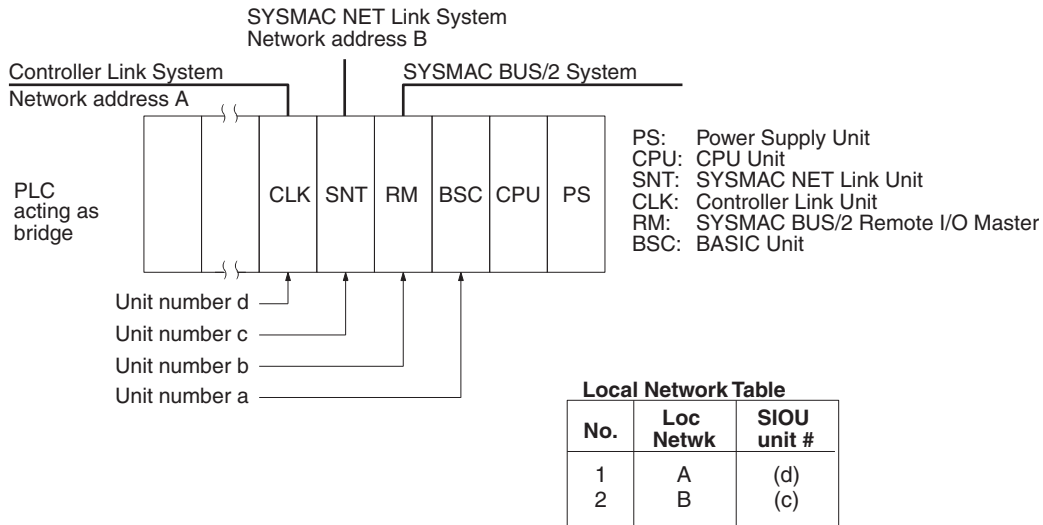 SYSMAC NET Link System
Network address B
Controller Link System
SYSMAC BUS/2 System
Network address A
PLC
acting as
bridge
CLK SNT RM BSC CPU PS
PS: Power Supply Unit
CPU: CPU Unit
SNT: SYSMAC NET Link Unit
CLK: Controller Link Unit
RM: SYSMAC BUS/2 Remote I/O Master
BSC: BASIC Unit
Unit number d
Unit number c
Unit number b
Unit number a
Local Network Table
No. Loc Netwk SIOU unit #
1 A (d)
2 B (c)